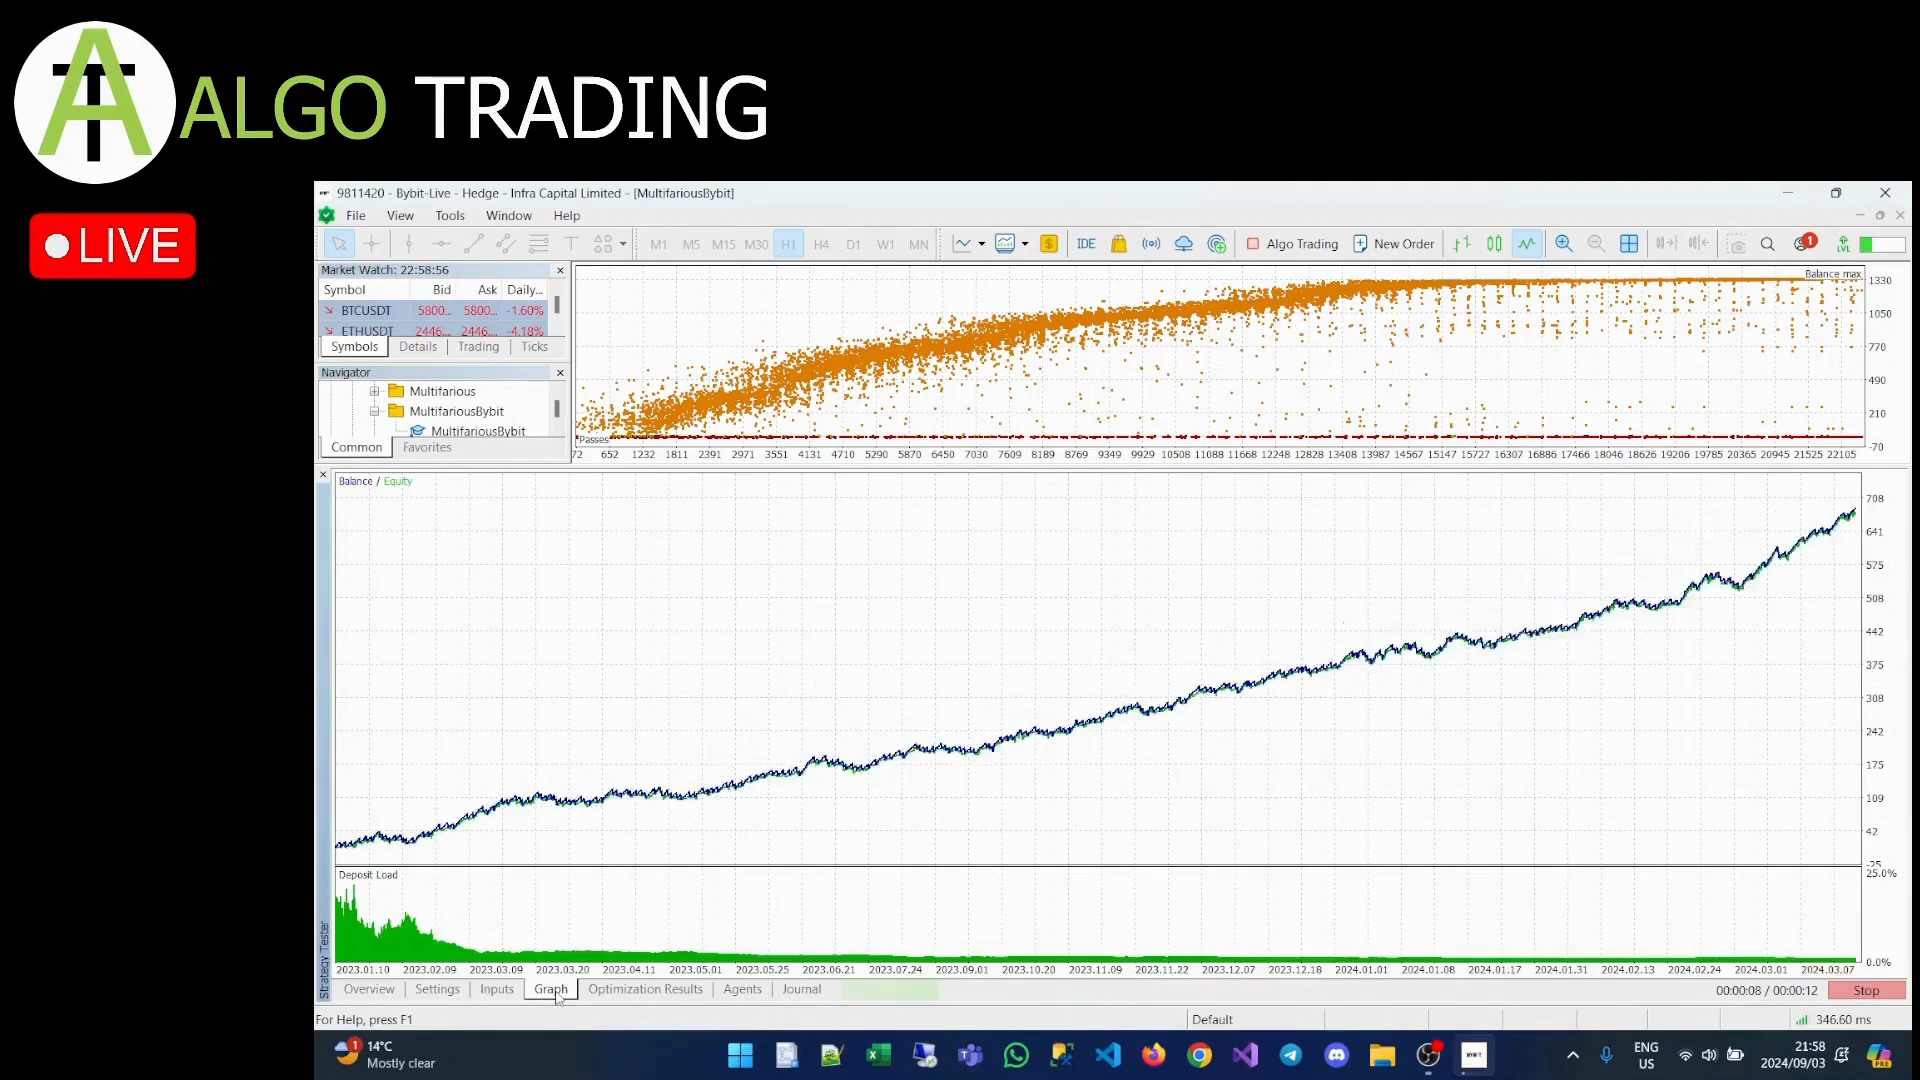 ALGO TRADING
LIVE
9811420 - Bybit-Live - Hedge - Infra Capital Limited - [MultifariousBybit]
File View Tools Window Help
M1 M5 M15 M30 H1 H4 D1 W1 MN IDE Algo Trading New Order 1 LVL
Market Watch: 22:58:56
Symbol Bid Ask Daily...
BTCUSDT 5800... 5800... -1.60%
ETHUSDT 2446... 2446... -4.18%
Symbols Details Trading Ticks
Navigator
Multifarious
MultifariousBybit
MultifariousBybit
Common Favorites
Balance max
1330
1050
770
490
210
-70
Passes
72 652 1232 1811 2391 2971 3551 4131 4710 5290 5870 6450 7030 7609 8189 8769 9349 9929 10508 11088 11668 12248 12828 13408 13987 14567 15147 15727 16307 16886 17466 18046 18626 19206 19785 20365 20945 21525 22105
Balance / Equity
708
641
575
508
442
375
308
242
175
109
42
-25
Deposit Load
25.0%
0.0%
2023.01.10 2023.02.09 2023.03.09 2023.03.20 2023.04.11 2023.05.01 2023.05.25 2023.06.21 2023.07.24 2023.09.01 2023.10.20 2023.11.09 2023.11.22 2023.12.07 2023.12.18 2024.01.01 2024.01.08 2024.01.17 2024.01.31 2024.02.13 2024.02.24 2024.03.01 2024.03.07
Strategy Tester
Overview Settings Inputs Graph Optimization Results Agents Journal
00:00:08 / 00:00:12 Stop
For Help, press F1
Default
346.60 ms
1
14°C
Mostly clear
BYBIT
ENG
US
21:58
2024/09/03
PRE